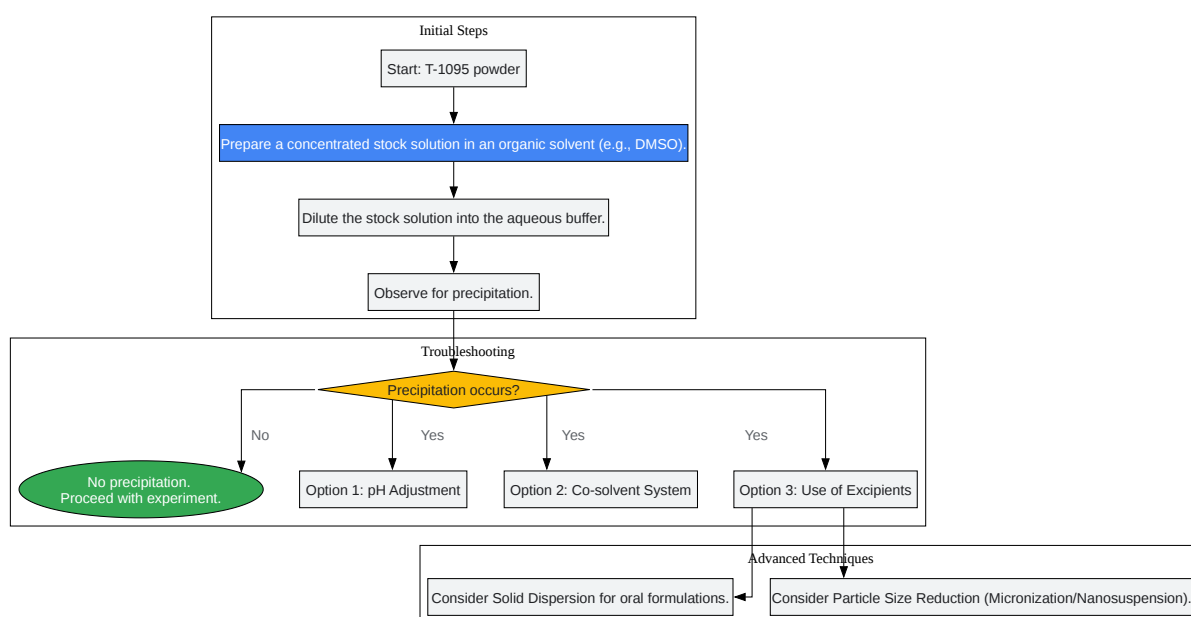 Initial Steps
Start: T-1095 powder
Prepare a concentrated stock solution in an organic solvent (e.g., DMSO).
Dilute the stock solution into the aqueous buffer.
Observe for precipitation.
Troubleshooting
Precipitation occurs?
No
Yes
Yes
Yes
No precipitation.
Proceed with experiment.
Option 1: pH Adjustment
Option 2: Co-solvent System
Option 3: Use of Excipients
Advanced Techniques
Consider Solid Dispersion for oral formulations.
Consider Particle Size Reduction (Micronization/Nanosuspension).